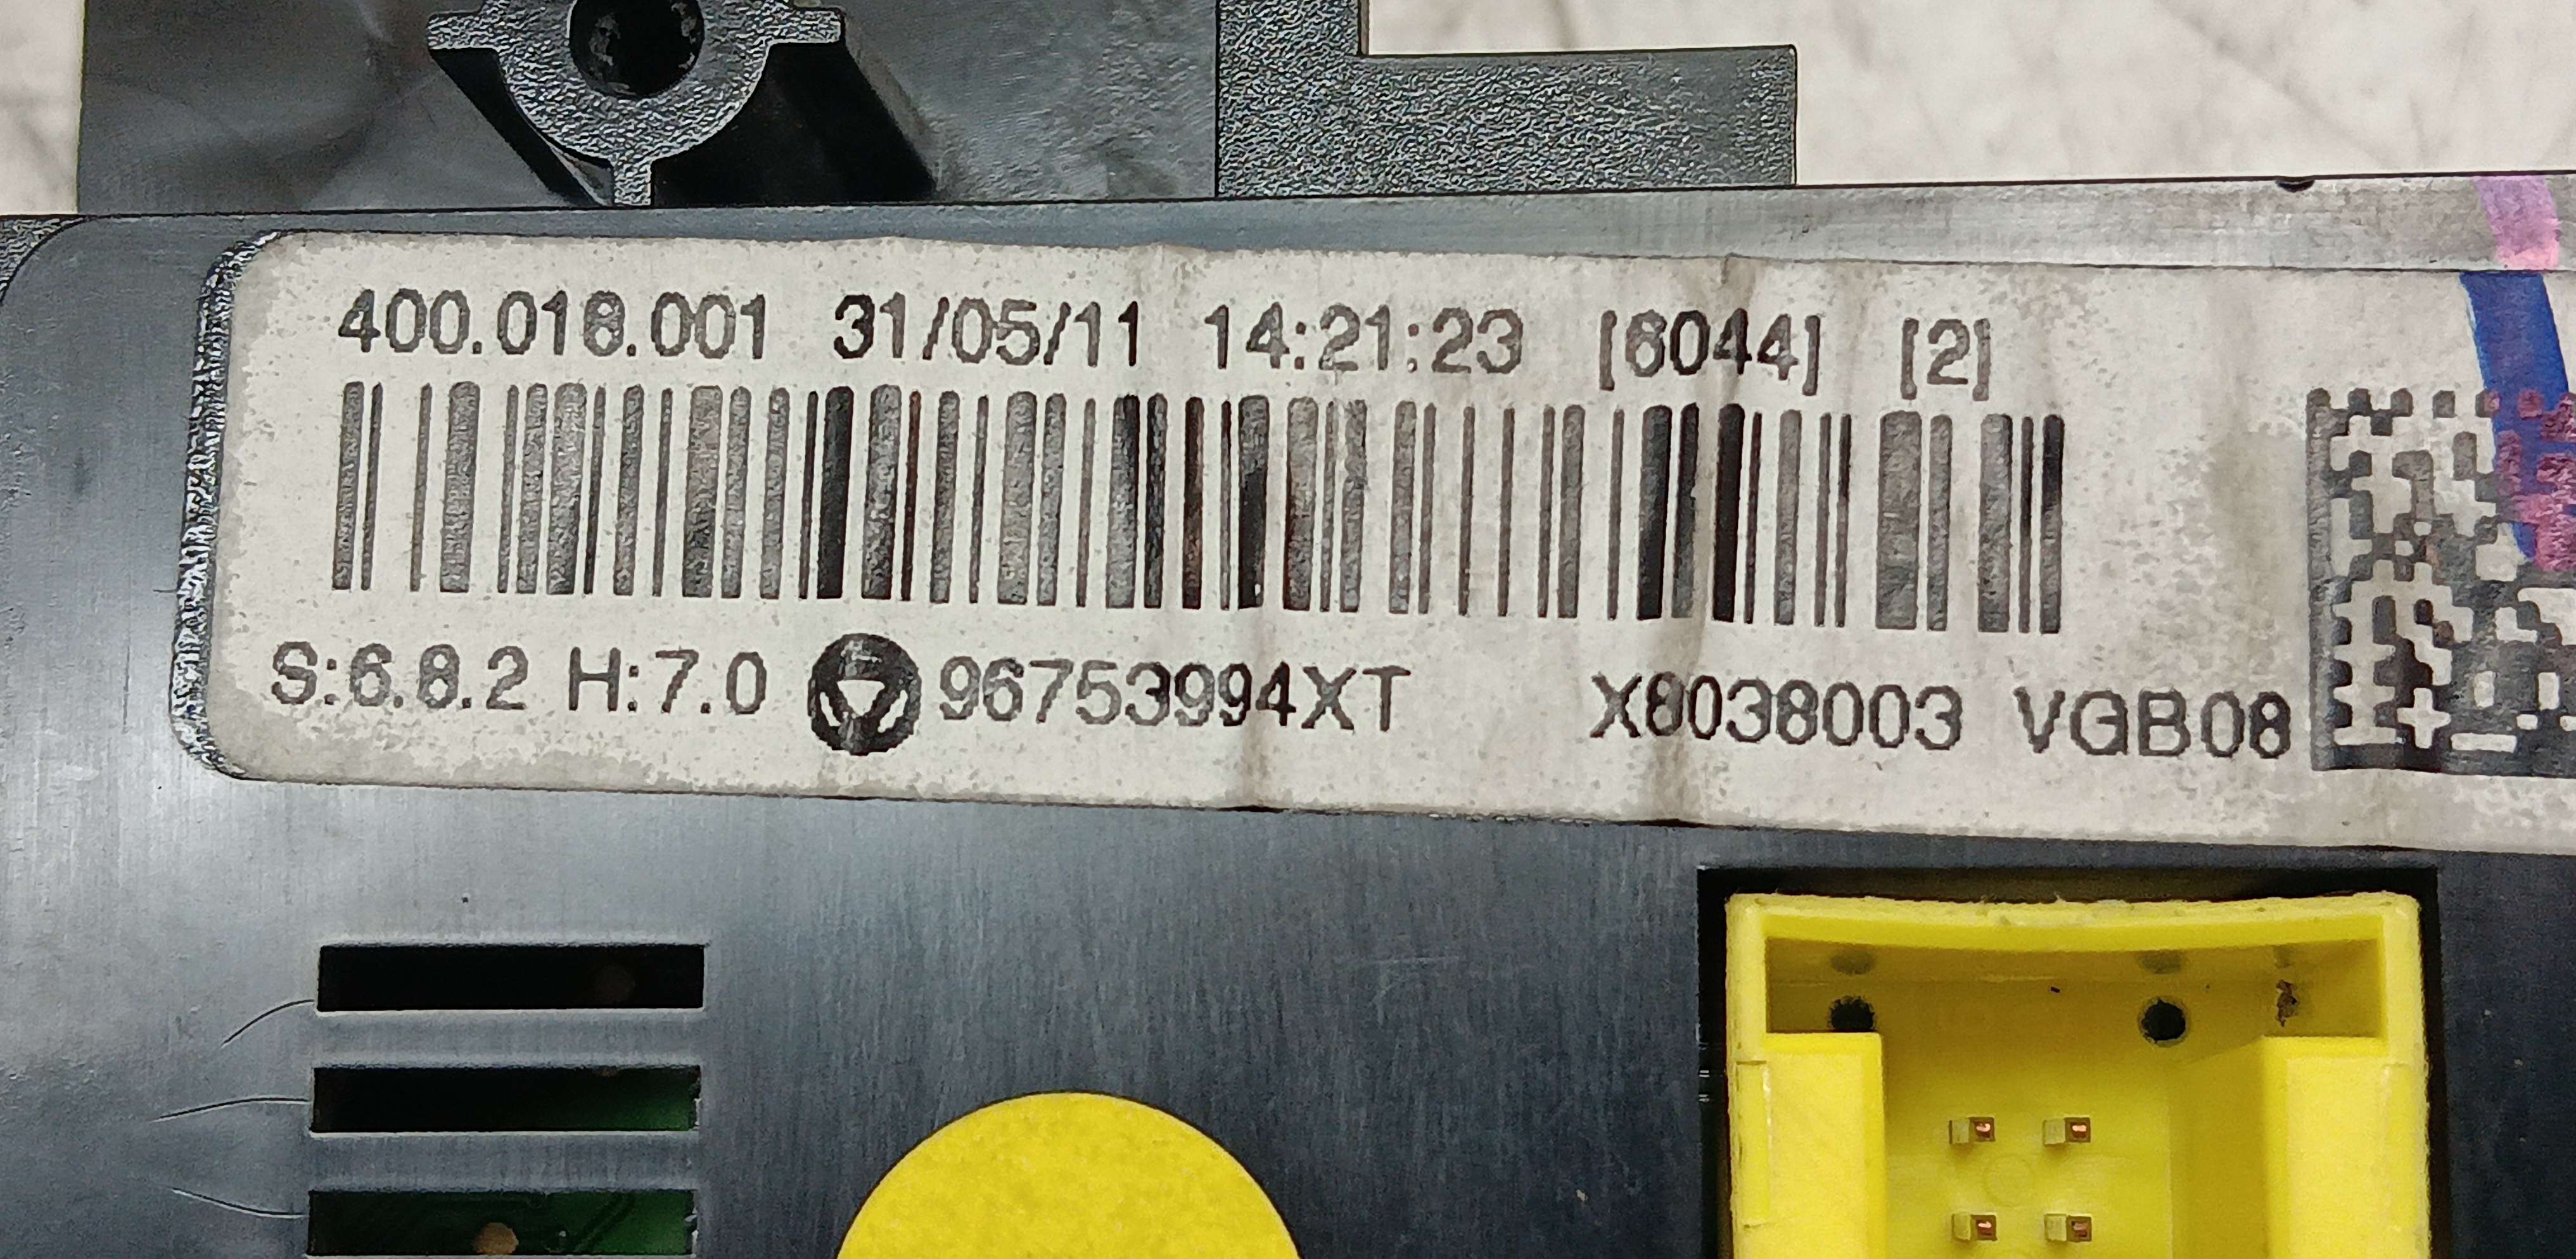 400.018.001 31/05/11 14:21:23 [6044] [2]
S:6.8.2 H:7.0 96753994XT X8038003 VGB08